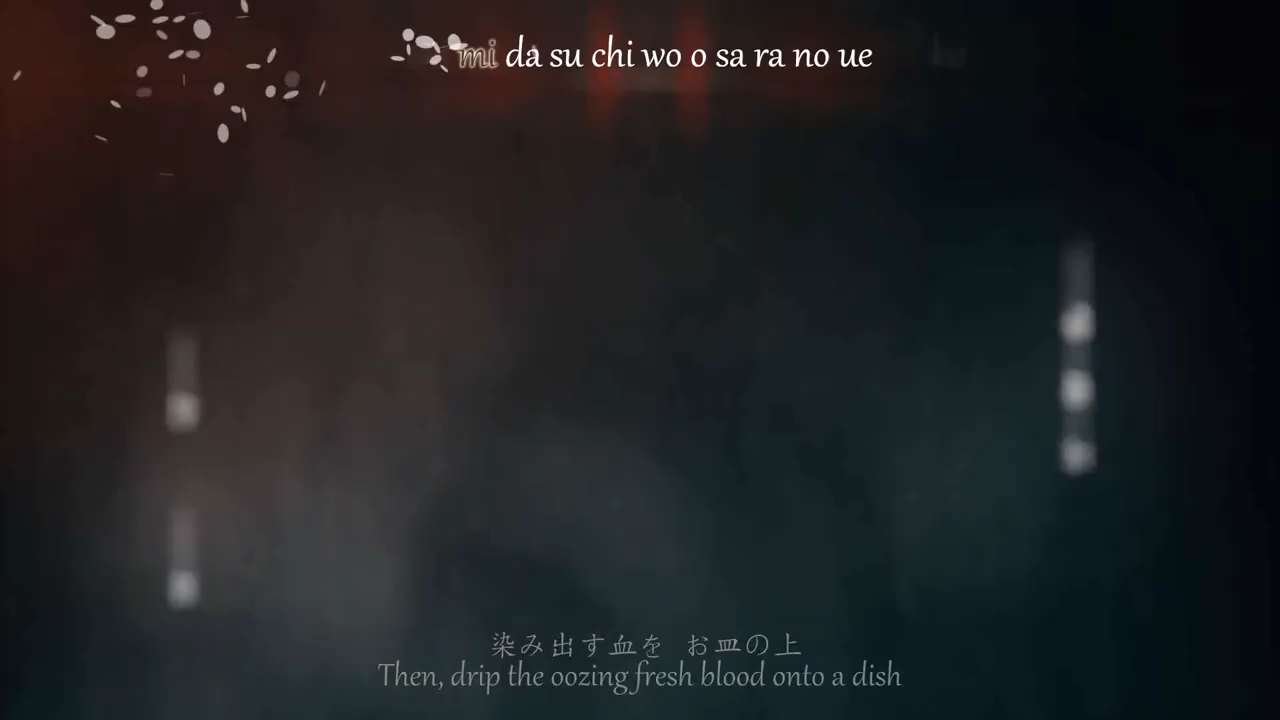 mi da su chi wo o sa ra no ue
染み出す血を お皿の上
Then, drip the oozing fresh blood onto a dish